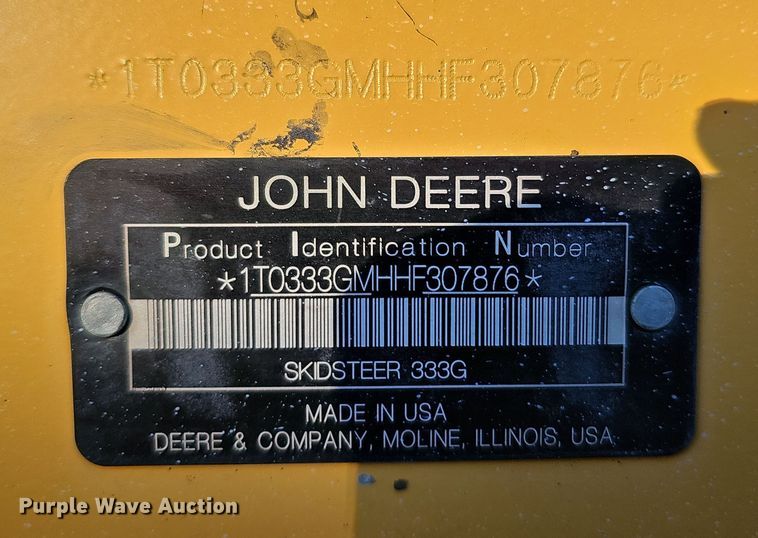 *1T0333GMHHF307876*
JOHN DEERE
Product Identification Number
*1T0333GMHHF307876*
SKIDSTEER 333G
MADE IN USA
DEERE & COMPANY, MOLINE, ILLINOIS, USA
Purple Wave Auction